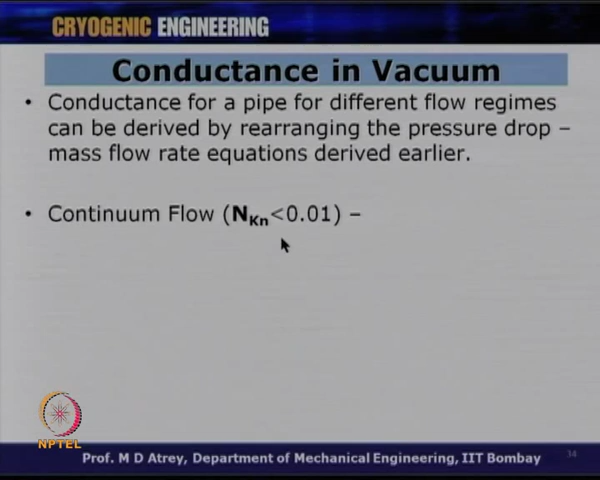 CRYOGENIC ENGINEERING
Conductance in Vacuum
• Conductance for a pipe for different flow regimes
can be derived by rearranging the pressure drop –
mass flow rate equations derived earlier.
• Continuum Flow (NKn<0.01) –
NPTEL
Prof. M D Atrey, Department of Mechanical Engineering, IIT Bombay
34